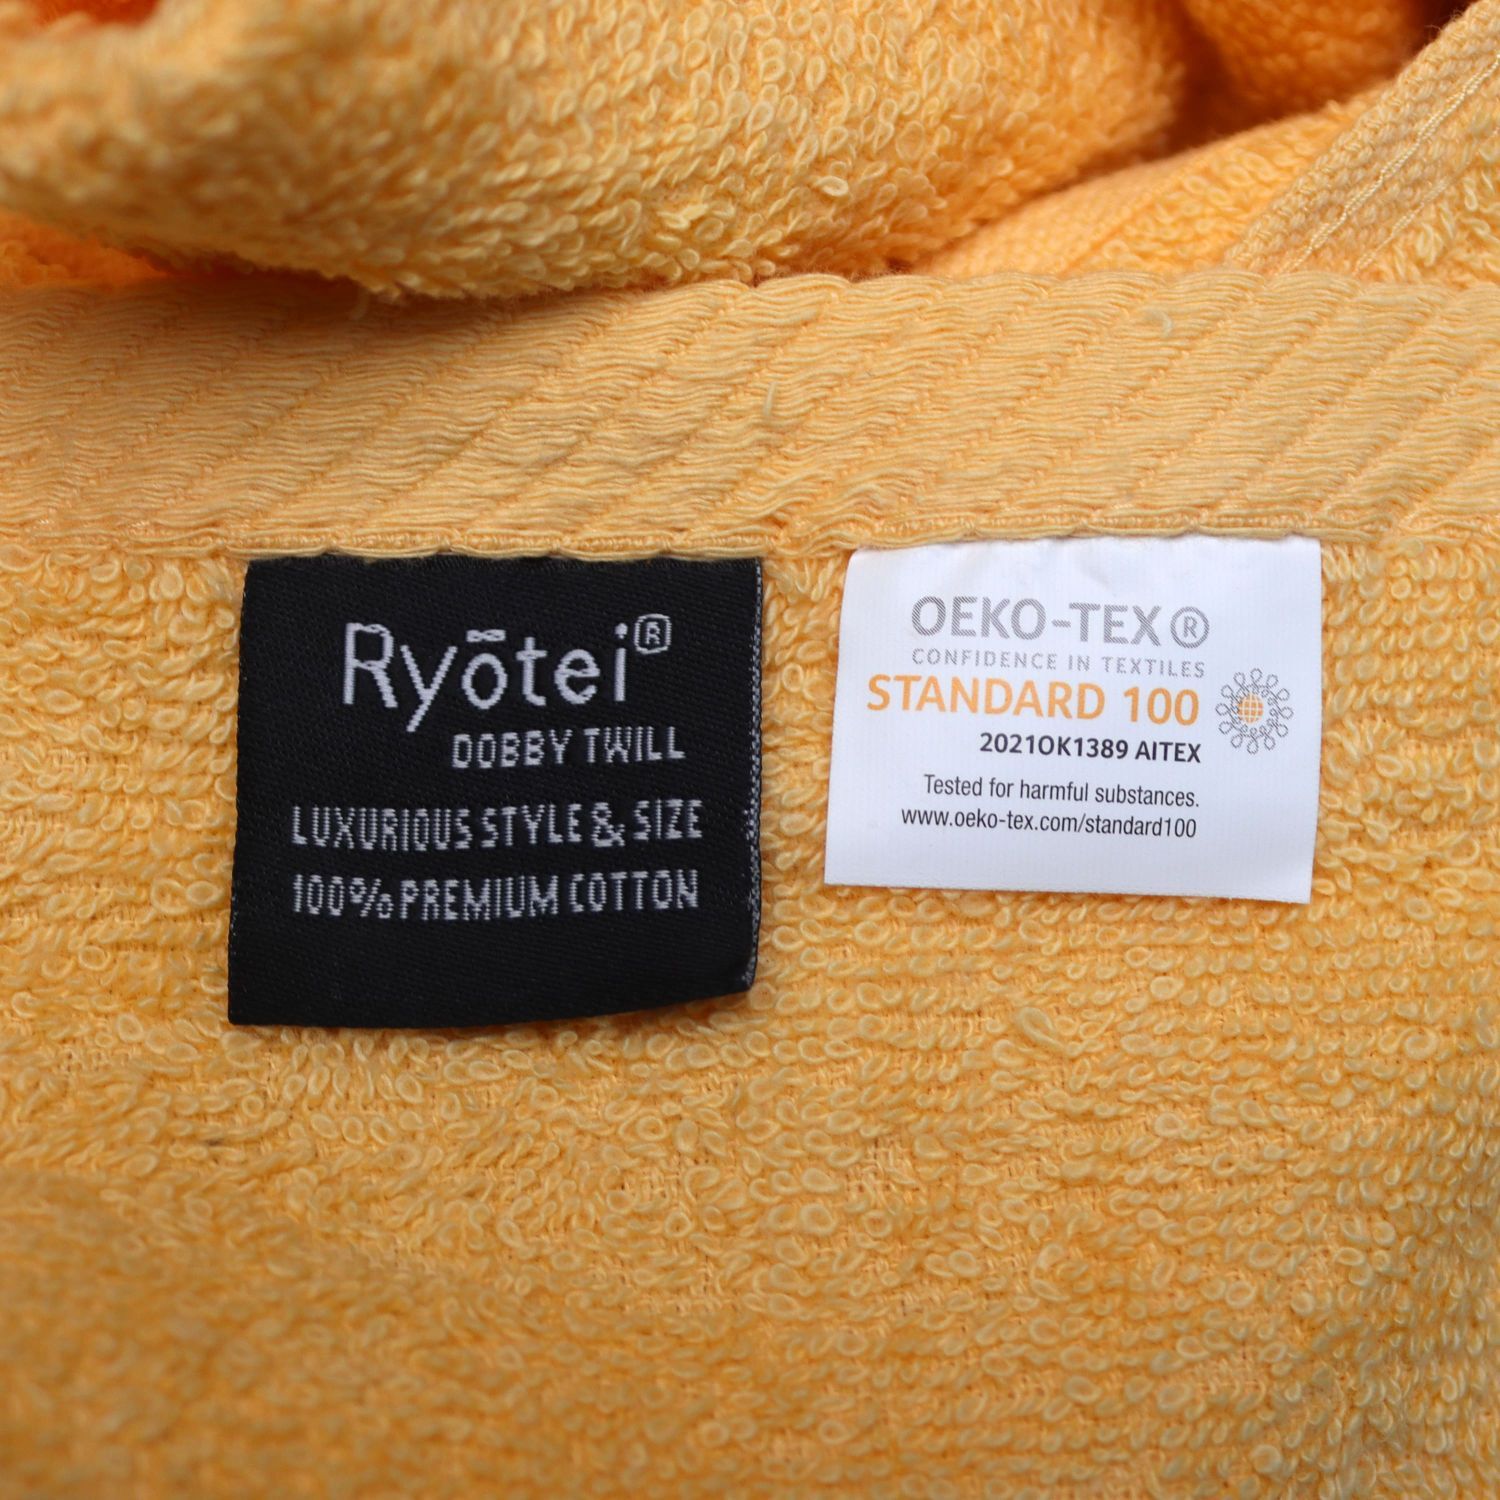 Ryōtei®
DOBBY TWILL
LUXURIOUS STYLE & SIZE
100% PREMIUM COTTON
OEKO-TEX®
CONFIDENCE IN TEXTILES
STANDARD 100
2021OK1389 AITEX
Tested for harmful substances.
www.oeko-tex.com/standard100